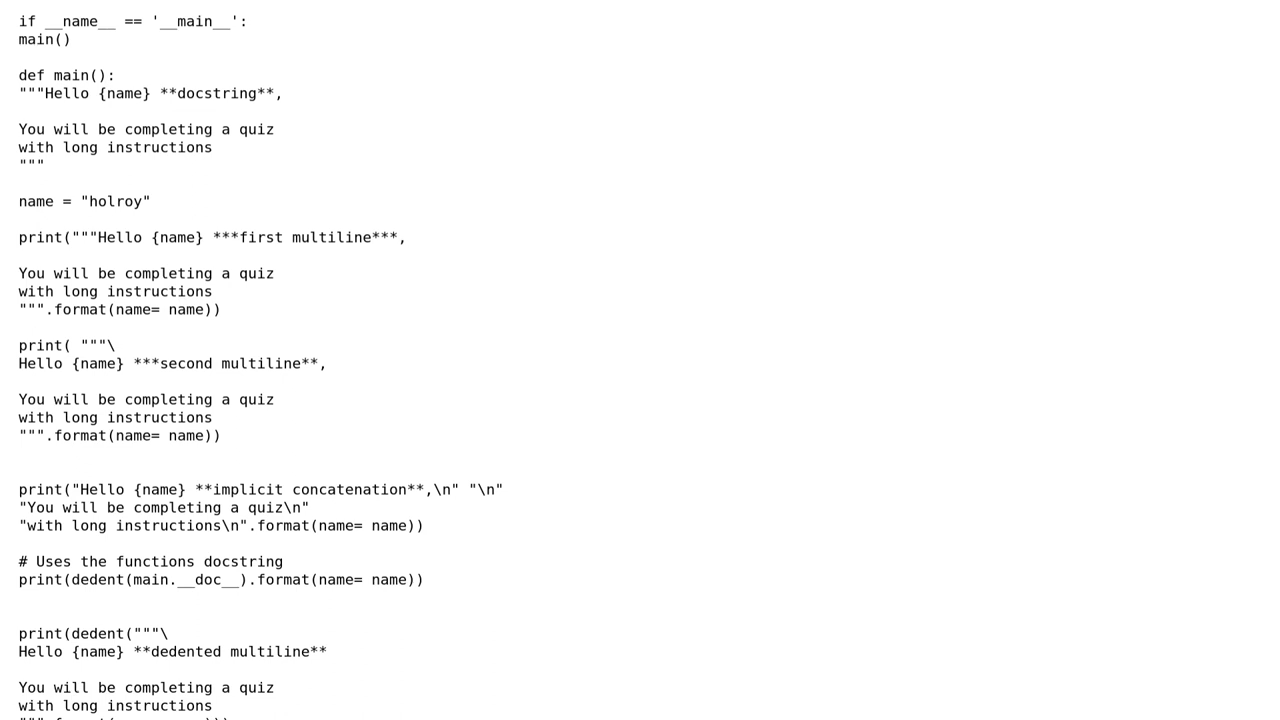 if __name__ == '__main__':
main()
def main():
"""Hello {name} **docstring**,
You will be completing a quiz
with long instructions
"""
name = "holroy"
print("""Hello {name} ***first multiline***,
You will be completing a quiz
with long instructions
""".format(name= name))
print( """\
Hello {name} ***second multiline**,
You will be completing a quiz
with long instructions
""".format(name= name))
print("Hello {name} **implicit concatenation**,\n" "\n"
"You will be completing a quiz\n"
"with long instructions\n".format(name= name))
# Uses the functions docstring
print(dedent(main.__doc__).format(name= name))
print(dedent("""\
Hello {name} **dedented multiline**
You will be completing a quiz
with long instructions